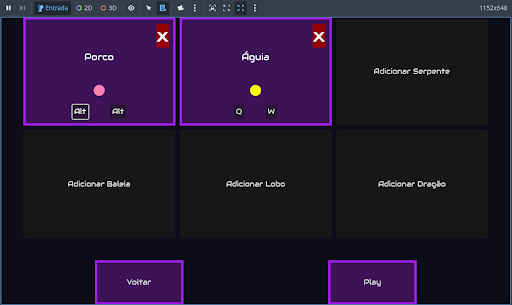 Entrada 2D 3D 1152x648
Porco X
Águia X
Adicionar Serpente
Alt Alt
Q W
Adicionar Baleia
Adicionar Lobo
Adicionar Dragão
Voltar
Play